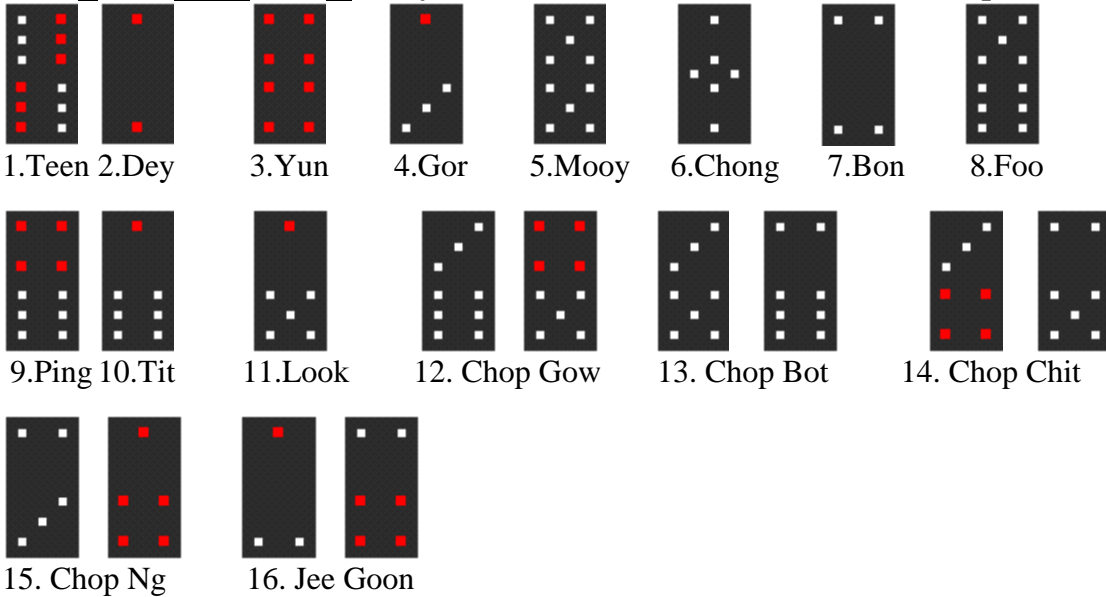 1.Teen 2.Dey 3.Yun 4.Gor 5.Mooy 6.Chong 7.Bon 8.Foo
9.Ping 10.Tit 11.Look 12. Chop Gow 13. Chop Bot 14. Chop Chit
15. Chop Ng 16. Jee Goon